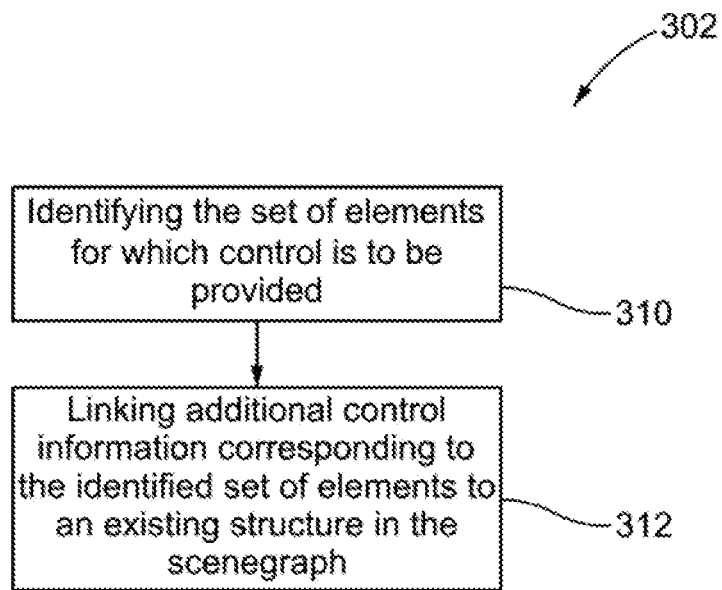 302
Identifying the set of elements
for which control is to be
provided
310
Linking additional control
information corresponding to
the identified set of elements to
an existing structure in the
scenegraph
312